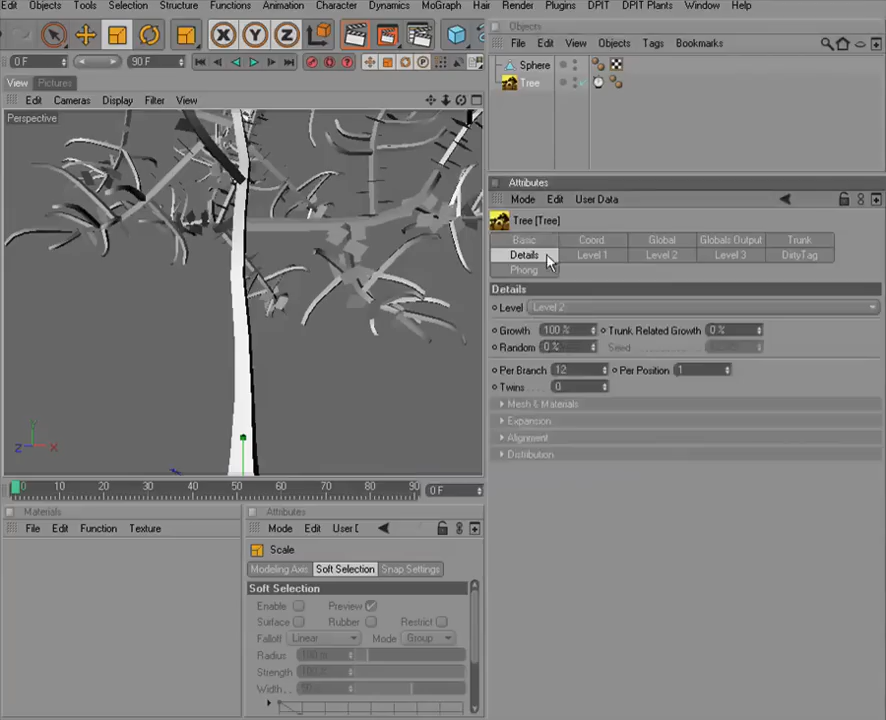 Objects Tools Selection Structure Functions Animation Character Dynamics MoGraph Hair Render Plugins DPIT DPIT Plants Window Help
Objects
File Edit View Objects Tags Bookmarks
X Y Z
0 F 90 F
P
Sphere
Tree
View Pictures
Edit Cameras Display Filter View
Perspective
Attributes
Mode Edit User Data
Tree [Tree]
Basic Coord. Global Globals Output Trunk
Details Level 1 Level 2 Level 3 DirtyTag
Phong
Details
Level Level 2
Growth 100 % Trunk Related Growth 0 %
Random 0 % Seed
Per Branch 12 Per Position 1
Twins 0
Mesh & Materials
Expansion
Alignment
Distribution
Y
Z X
0 10 20 30 40 50 60 70 80 90 0 F
Materials
File Edit Function Texture
Attributes
Mode Edit User D
Scale
Modeling Axis Soft Selection Snap Settings
Soft Selection
Enable Preview
Surface Rubber Restrict
Falloff Linear Mode Group
Radius 100 m
Strength 100 %
Width 50